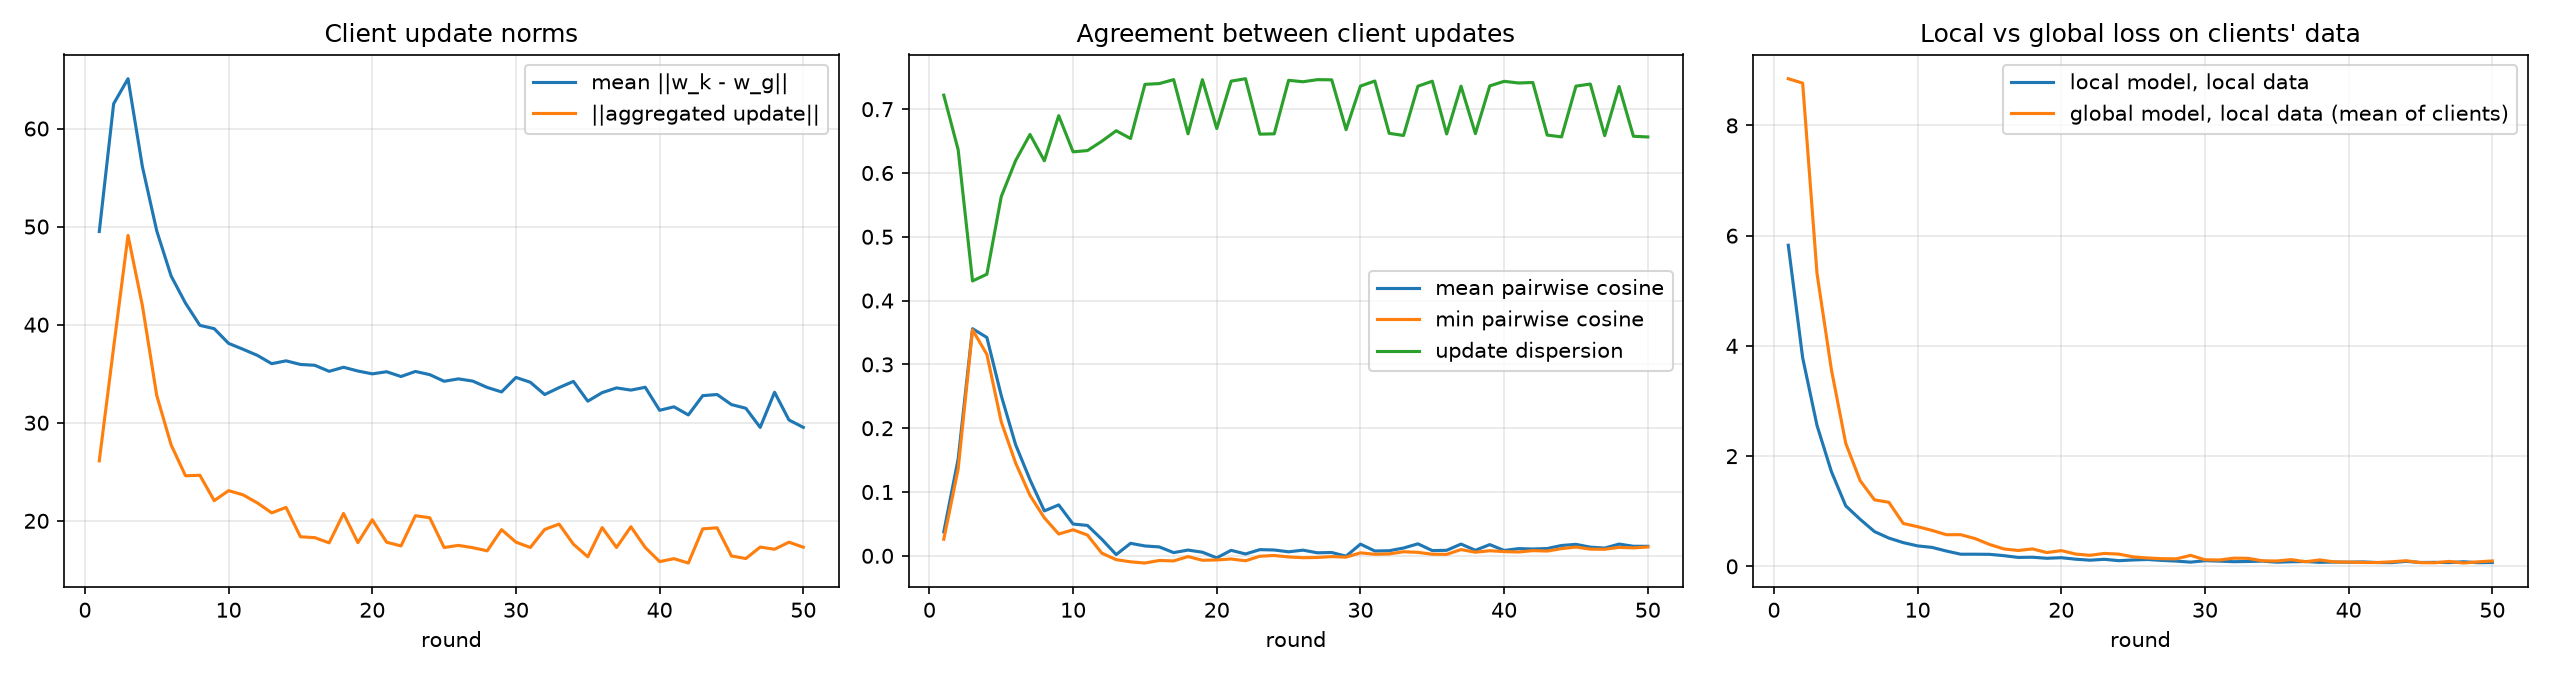 Client update norms
mean ||w_k - w_g||
||aggregated update||
60
50
40
30
20
0
10
20
30
40
50
round
Agreement between client updates
0.7
0.6
0.5
0.4
0.3
0.2
0.1
0.0
mean pairwise cosine
min pairwise cosine
update dispersion
0
10
20
30
40
50
round
Local vs global loss on clients' data
local model, local data
global model, local data (mean of clients)
8
6
4
2
0
0
10
20
30
40
50
round